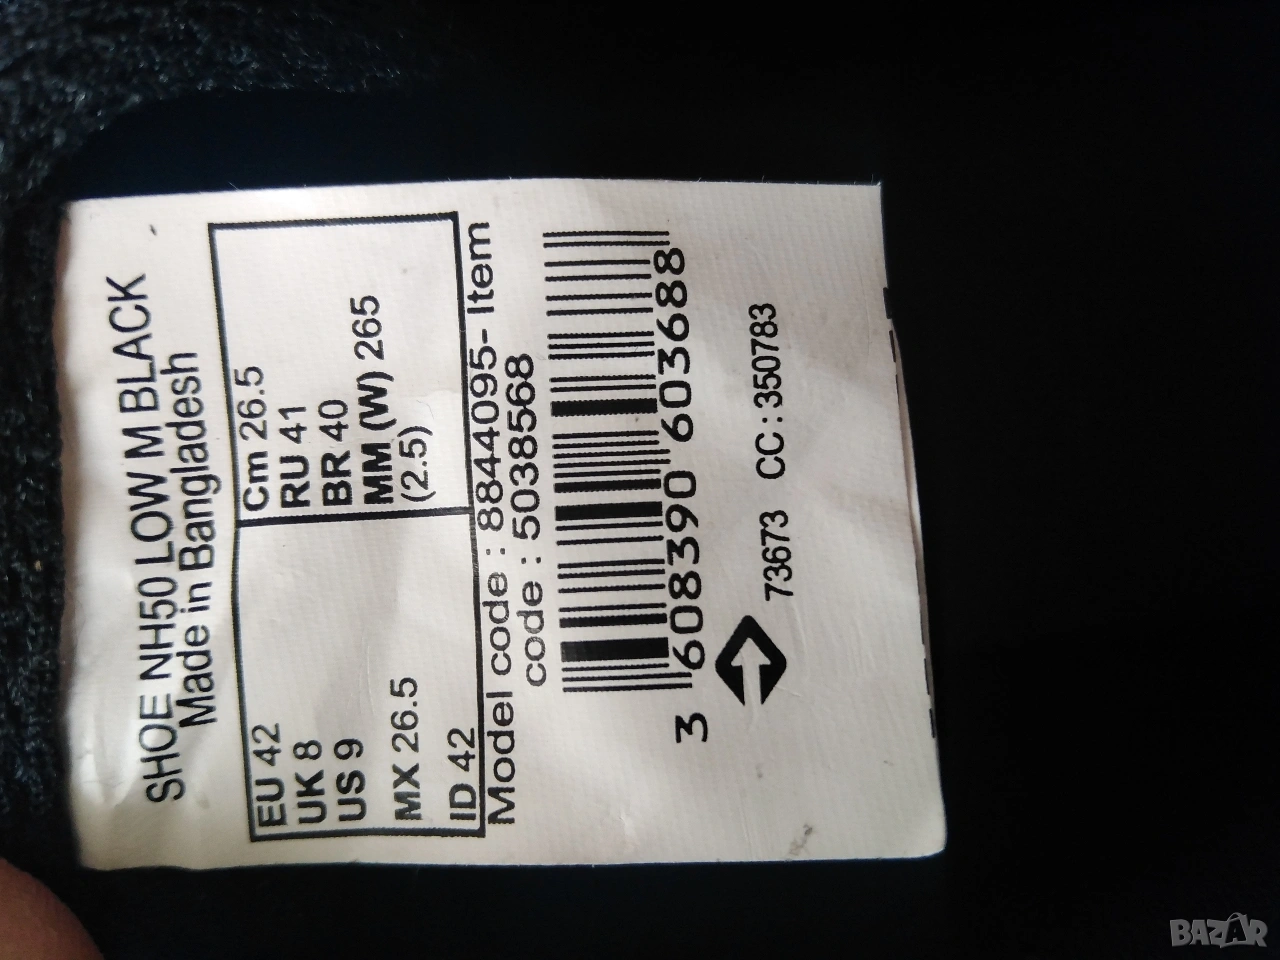 SHOE NH50 LOW M BLACK
Made in Bangladesh
EU 42
UK 8
US 9
MX 26.5
ID 42
Cm 26.5
RU 41
BR 40
MM (W) 265
(2.5)
Model code : 8844095- Item
code : 5038568
3 608390 603688
73673 CC : 350783
BAZAR